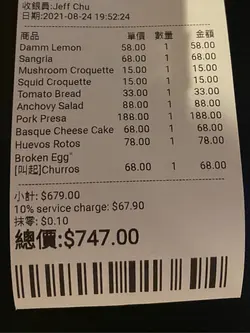 收銀員:Jeff Chu
日期:2021-08-24 19:52:24
商品 單價 數量 金額
Damm Lemon 58.00 1 58.00
Sangria 68.00 1 68.00
Mushroom Croquette 15.00 1 15.00
Squid Croquette 15.00 1 15.00
Tomato Bread 33.00 1 33.00
Anchovy Salad 88.00 1 88.00
Pork Presa 188.00 1 188.00
Basque Cheese Cake 68.00 1 68.00
Huevos Rotos 78.00 1 78.00
Broken Egg
[叫起]Churros 68.00 1 68.00
小計: $679.00
10% service charge: $67.90
抹零: $0.10
總價:$747.00